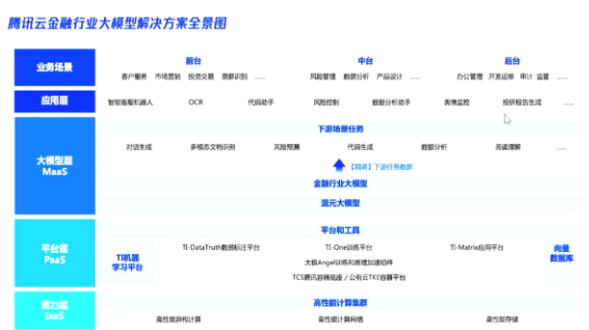 腾讯云金融行业大模型解决方案全景图
业务场景
前台
中台
后台
客户服务 市场营销 投资交易 票据识别 ......
风险管理 数据分析 产品设计 ......
办公管理 开发运维 审计 监管 ......
应用层
智能客服机器人 OCR 代码助手 风险控制 数据分析助手 舆情监控 投研报告生成 ......
大模型层
MaaS
下游场景任务
对话生成 多模态文档识别 风险预测 代码生成 数据分析 阅读理解 ......
【精调】下游任务数据
金融行业大模型
混元大模型
平台层
PaaS
平台和工具
TI机器
学习平台
TI-DataTruth数据标注平台 TI-One训练平台 TI-Matrix应用平台
太极Angel训练和推理加速组件
TCS腾讯容器底座 / 公有云TKE容器平台
向量
数据库
算力层
IaaS
高性能计算集群
高性能异构计算 高性能计算网络 高性能存储